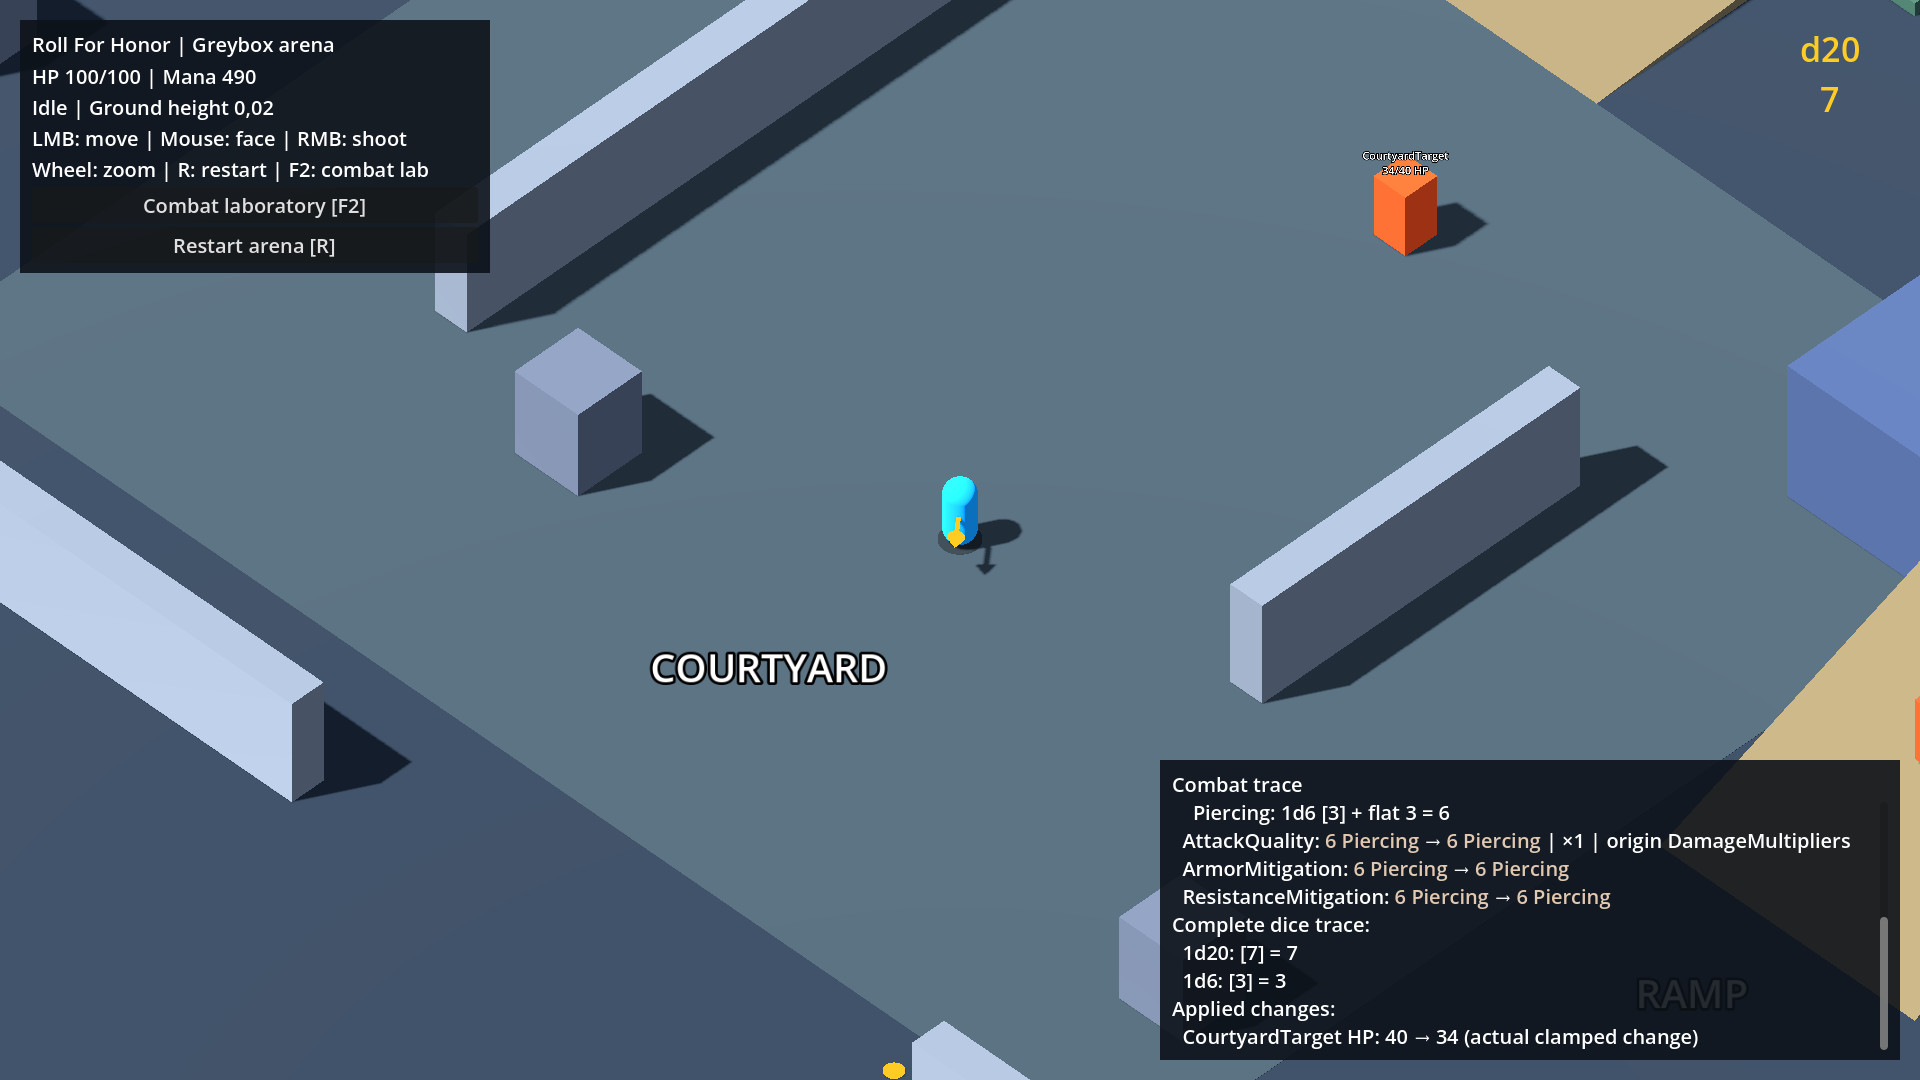 Roll For Honor | Greybox arena
HP 100/100 | Mana 490
Idle | Ground height 0,02
LMB: move | Mouse: face | RMB: shoot
Wheel: zoom | R: restart | F2: combat lab
Combat laboratory [F2]
Restart arena [R]
d20
7
CourtyardTarget
34/40 HP
COURTYARD
Combat trace
Piercing: 1d6 [3] + flat 3 = 6
AttackQuality: 6 Piercing → 6 Piercing | ×1 | origin DamageMultipliers
ArmorMitigation: 6 Piercing → 6 Piercing
ResistanceMitigation: 6 Piercing → 6 Piercing
Complete dice trace:
1d20: [7] = 7
1d6: [3] = 3
Applied changes:
CourtyardTarget HP: 40 → 34 (actual clamped change)
RAMP